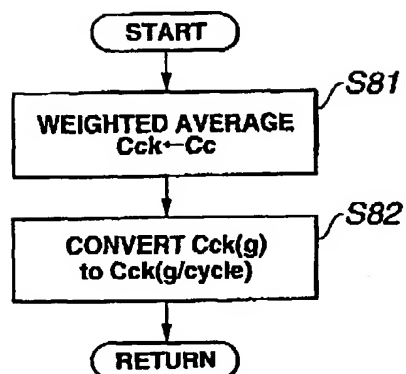 START
S81
WEIGHTED AVERAGE
Cck←Cc
S82
CONVERT Cck(g)
to Cck(g/cycle)
RETURN